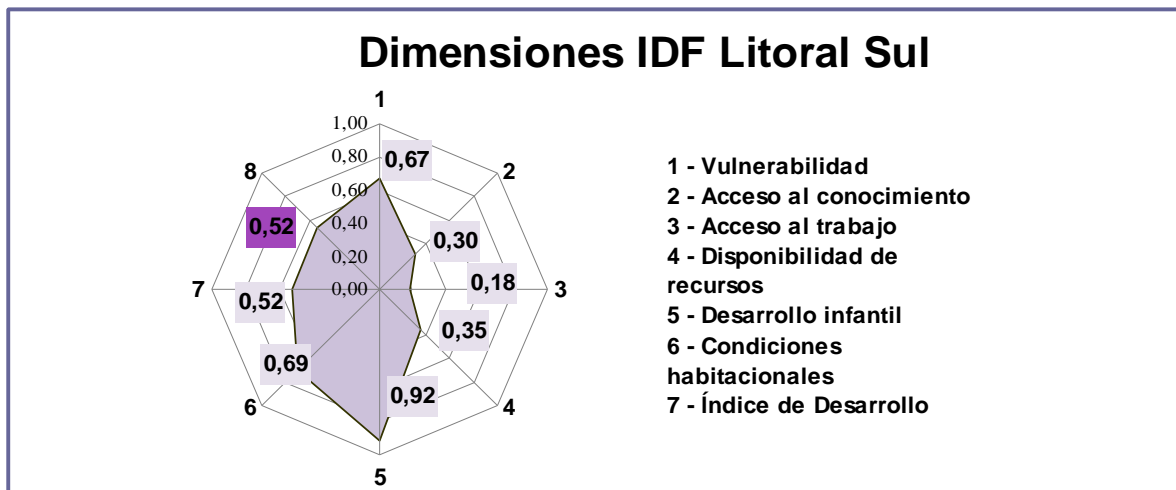 Dimensiones IDF Litoral Sul
1
1,00
0,80
0,67
8
2
0,60
0,52
0,40
0,30
0,20
7
0,52
0,00
0,18
3
0,35
0,69
0,92
6
4
5
1 - Vulnerabilidad
2 - Acceso al conocimiento
3 - Acceso al trabajo
4 - Disponibilidad de
recursos
5 - Desarrollo infantil
6 - Condiciones
habitacionales
7 - Índice de Desarrollo